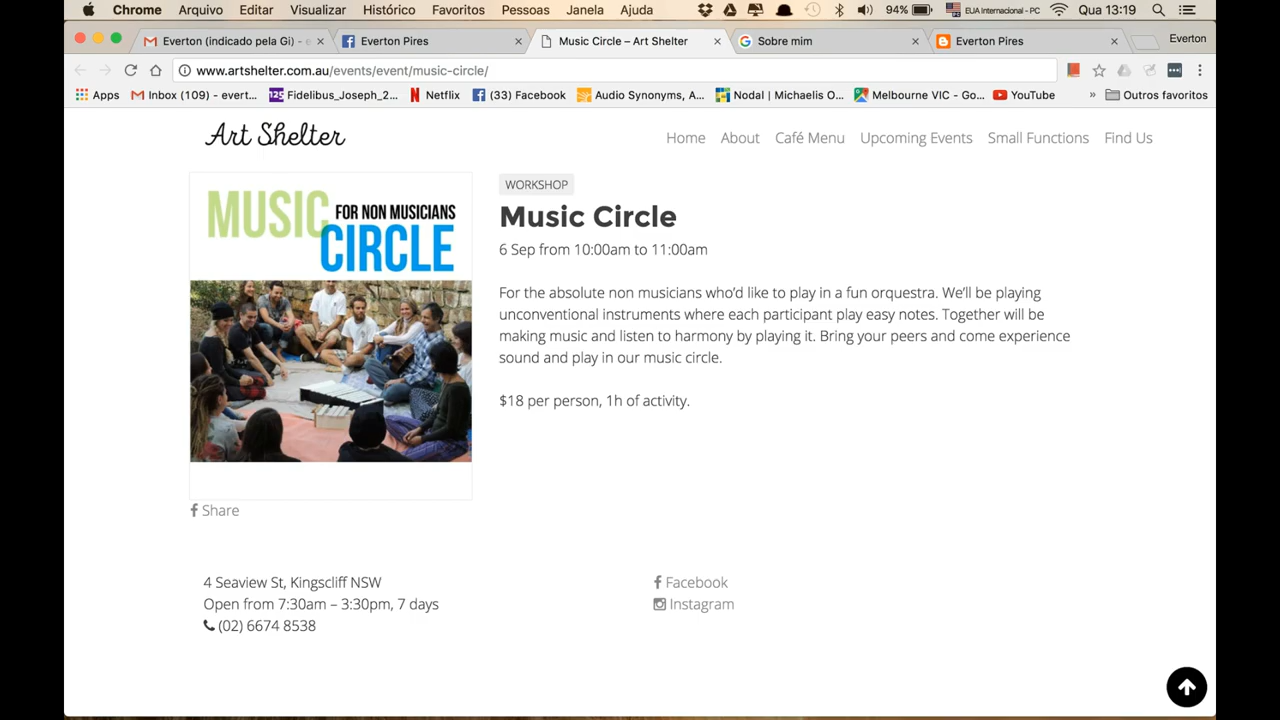 Chrome Arquivo Editar Visualizar Histórico Favoritos Pessoas Janela Ajuda 94% EUA Internacional - PC Qua 13:19
Everton (indicado pela Gi) - e Everton Pires Music Circle – Art Shelter Sobre mim Everton Pires Everton
www.artshelter.com.au/events/event/music-circle/
Apps Inbox (109) - evert... Fidelibus_Joseph_2... Netflix (33) Facebook Audio Synonyms, A... Nodal | Michaelis O... Melbourne VIC - Go... YouTube » Outros favoritos
Art Shelter Home About Café Menu Upcoming Events Small Functions Find Us
MUSIC FOR NON MUSICIANS
CIRCLE
WORKSHOP
Music Circle
6 Sep from 10:00am to 11:00am
For the absolute non musicians who'd like to play in a fun orquestra. We'll be playing
unconventional instruments where each participant play easy notes. Together will be
making music and listen to harmony by playing it. Bring your peers and come experience
sound and play in our music circle.
$18 per person, 1h of activity.
Share
4 Seaview St, Kingscliff NSW
Open from 7:30am – 3:30pm, 7 days
(02) 6674 8538
Facebook
Instagram